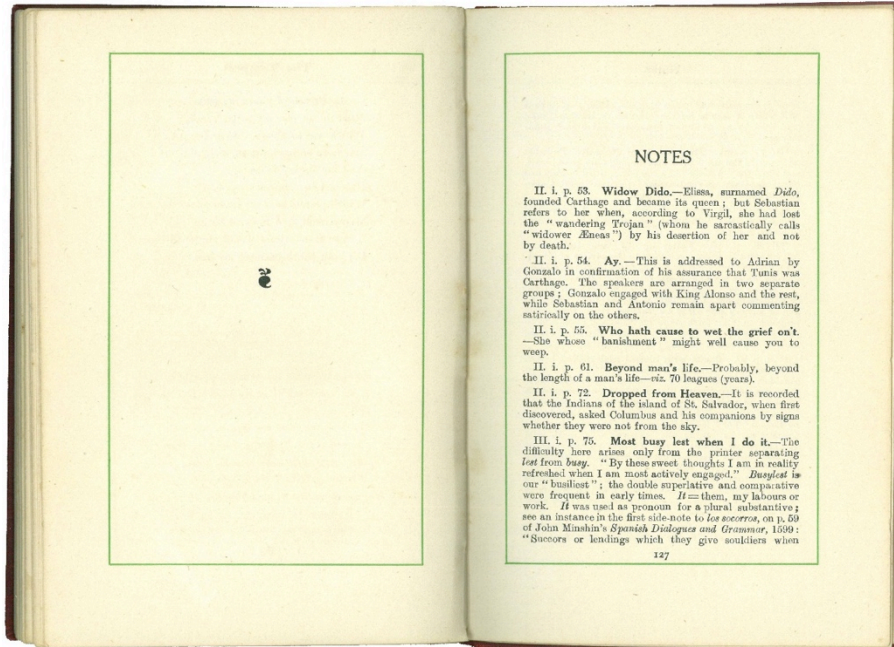 NOTES
II. i. p. 53. Widow Dido.—Elissa, surnamed Dido,
founded Carthage and became its queen; but Sebastian
refers to her when, according to Virgil, she had lost
the "wandering Trojan" (whom he sarcastically calls
"widower Æneas") by his desertion of her and not
by death.
II. i. p. 54. Ay.—This is addressed to Adrian by
Gonzalo in confirmation of his assurance that Tunis was
Carthage. The speakers are arranged in two separate
groups; Gonzalo engaged with King Alonso and the rest,
while Sebastian and Antonio remain apart commenting
satirically on the others.
II. i. p. 55. Who hath cause to wet the grief on't.
—She whose "banishment" might well cause you to
weep.
II. i. p. 61. Beyond man's life.—Probably, beyond
the length of a man's life—viz. 70 leagues (years).
II. i. p. 72. Dropped from Heaven.—It is recorded
that the Indians of the island of St. Salvador, when first
discovered, asked Columbus and his companions by signs
whether they were not from the sky.
III. i. p. 75. Most busy lest when I do it.—The
difficulty here arises only from the printer separating
lest from busy. "By these sweet thoughts I am in reality
refreshed when I am most actively engaged." Busylest is
our "busiliest"; the double superlative and comparative
were frequent in early times. It = them, my labours or
work. It was used as pronoun for a plural substantive;
see an instance in the first side-note to los socorros, on p. 59
of John Minshin's Spanish Dialogues and Grammar, 1599:
"Succors or lendings which they give souldiers when
127